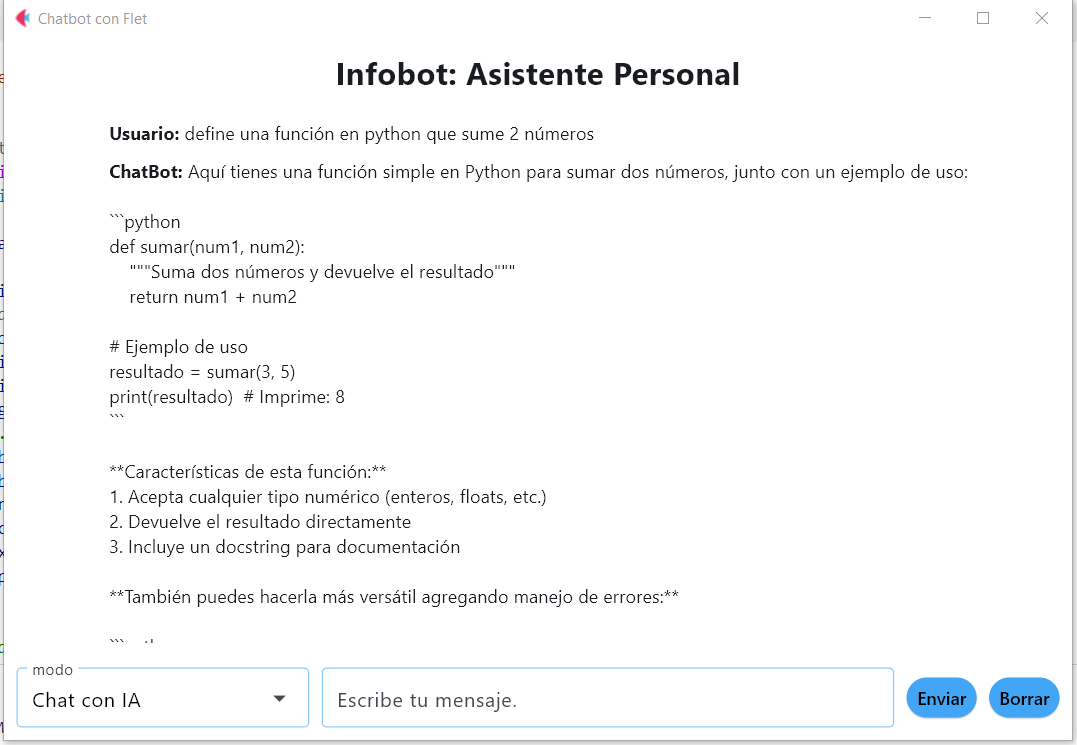 Chatbot con Flet
Infobot: Asistente Personal
Usuario: define una función en python que sume 2 números
ChatBot: Aquí tienes una función simple en Python para sumar dos números, junto con un ejemplo de uso:
```python
def sumar(num1, num2):
    """Suma dos números y devuelve el resultado"""
    return num1 + num2
# Ejemplo de uso
resultado = sumar(3, 5)
print(resultado)  # Imprime: 8
```
**Características de esta función:**
1. Acepta cualquier tipo numérico (enteros, floats, etc.)
2. Devuelve el resultado directamente
3. Incluye un docstring para documentación
**También puedes hacerla más versátil agregando manejo de errores:**
modo
Chat con IA
Escribe tu mensaje.
Enviar
Borrar